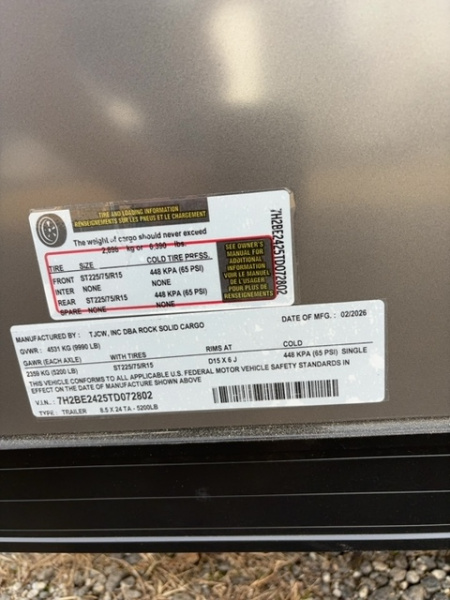 TIRE AND LOADING INFORMATION
RENSEIGNEMENTS SUR LES PNEUS ET LE CHARGEMENT
The weight of cargo should never exceed
kg or lbs.
TIRE SIZE COLD TIRE PRESS.
FRONT ST225/75/R15 448 KPA (65 PSI)
INTER NONE NONE
REAR ST225/75/R15 448 KPA (65 PSI)
SPARE NONE NONE
SEE OWNER'S
MANUAL FOR
ADDITIONAL
INFORMATION
VOIR LE MANUEL
DE L'USAGER
POUR PLUS DE
RENSEIGNEMENTS
7H2BE2425TD072802
MANUFACTURED BY: TJCW, INC DBA ROCK SOLID CARGO DATE OF MFG. : 02/2026
GVWR: 4531 KG (9990 LB)
GAWR (EACH AXLE) WITH TIRES RIMS AT COLD
2359 KG (5200 LB) ST225/75/R15 D15 X 6 J 448 KPA (65 PSI) SINGLE
THIS VEHICLE CONFORMS TO ALL APPLICABLE U.S. FEDERAL MOTOR VEHICLE SAFETY STANDARDS IN
EFFECT ON THE DATE OF MANUFACTURE SHOWN ABOVE.
V.I.N.: 7H2BE2425TD072802
TYPE: TRAILER 8.5 X 24 TA - 5200LB